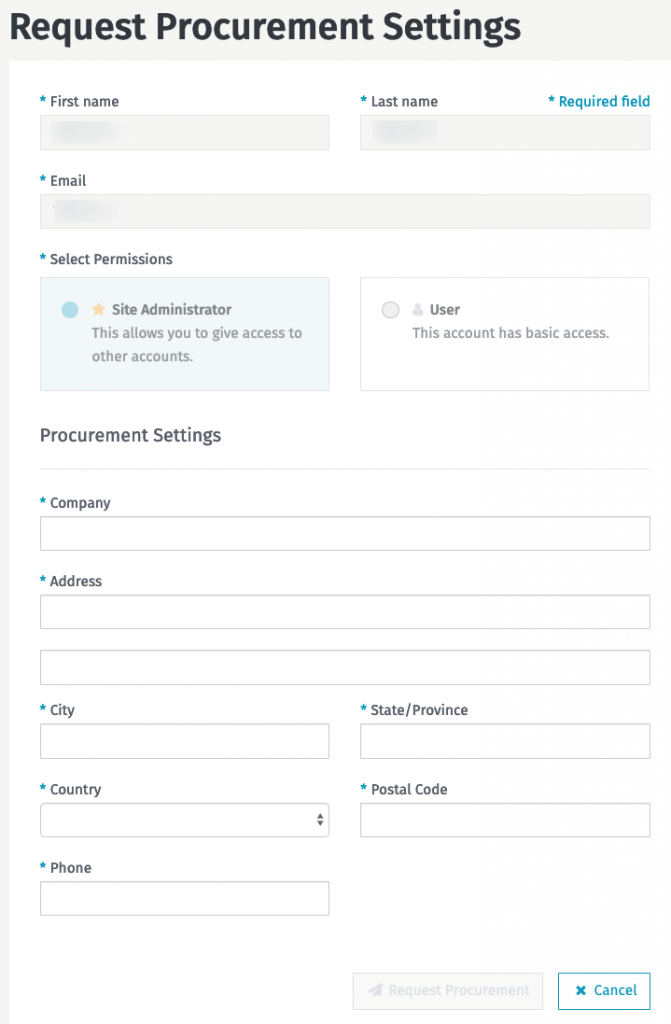 Request Procurement Settings
* First name
* Last name
* Required field
* Email
* Select Permissions
Site Administrator
This allows you to give access to
other accounts.
User
This account has basic access.
Procurement Settings
* Company
* Address
* City
* State/Province
* Country
* Postal Code
* Phone
Request Procurement
Cancel